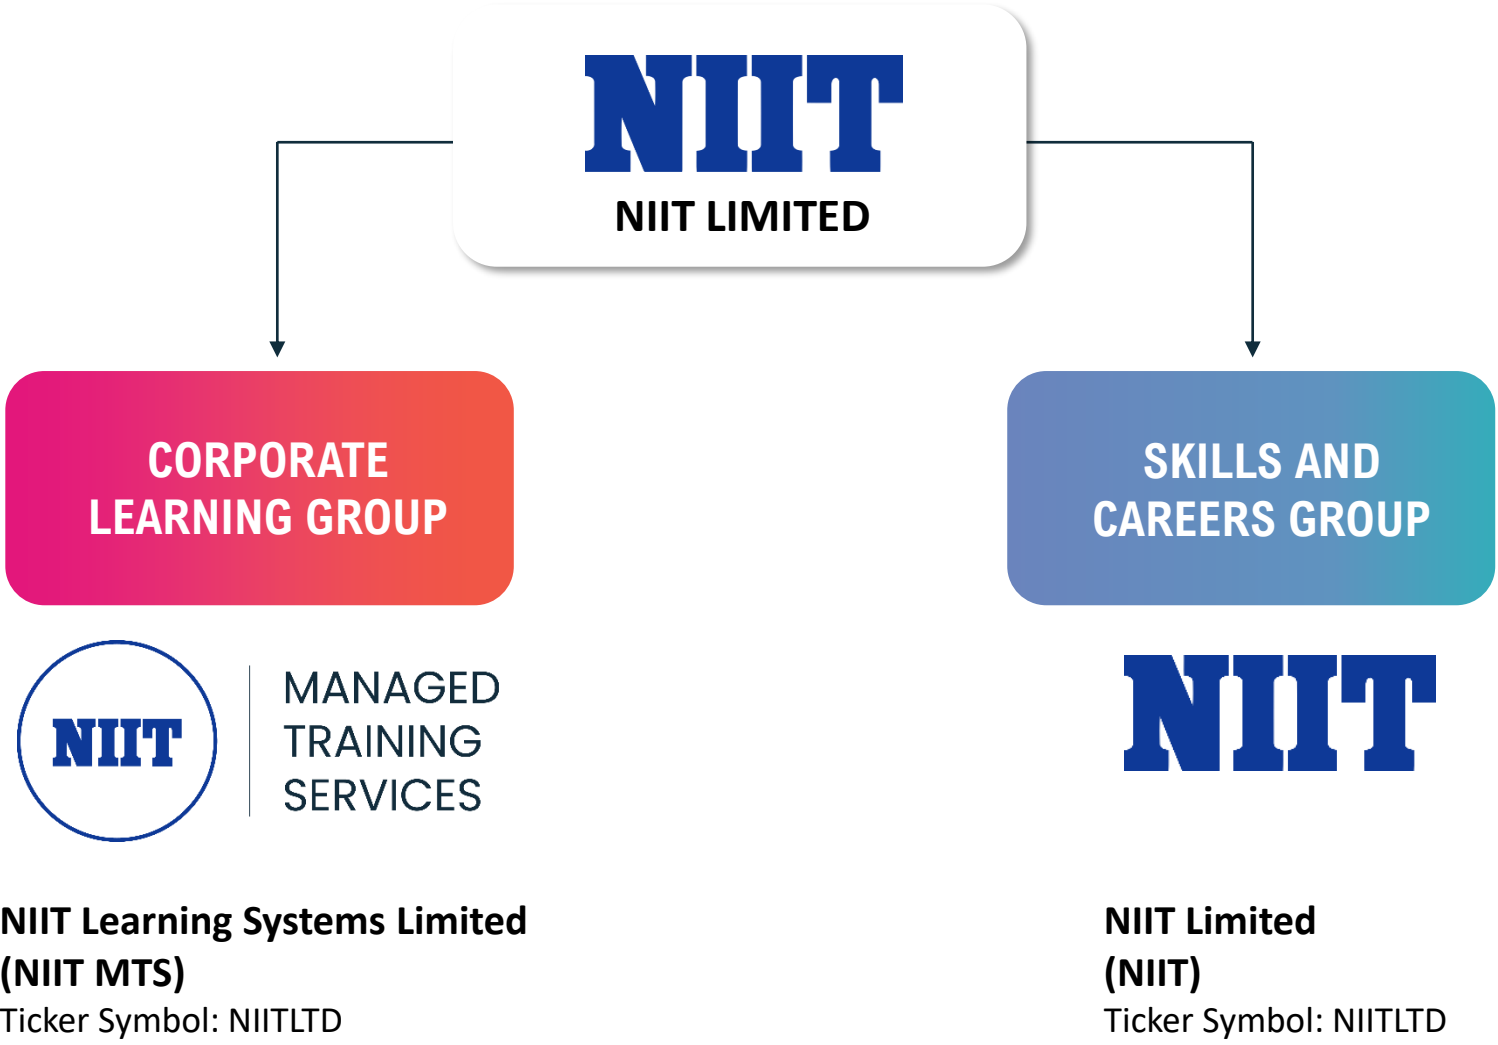 NIIT
NIIT LIMITED
CORPORATE
LEARNING GROUP
NIIT
MANAGED
TRAINING
SERVICES
NIIT Learning Systems Limited
(NIIT MTS)
Ticker Symbol: NIITLTD
SKILLS AND
CAREERS GROUP
NIIT
NIIT Limited
(NIIT)
Ticker Symbol: NIITLTD